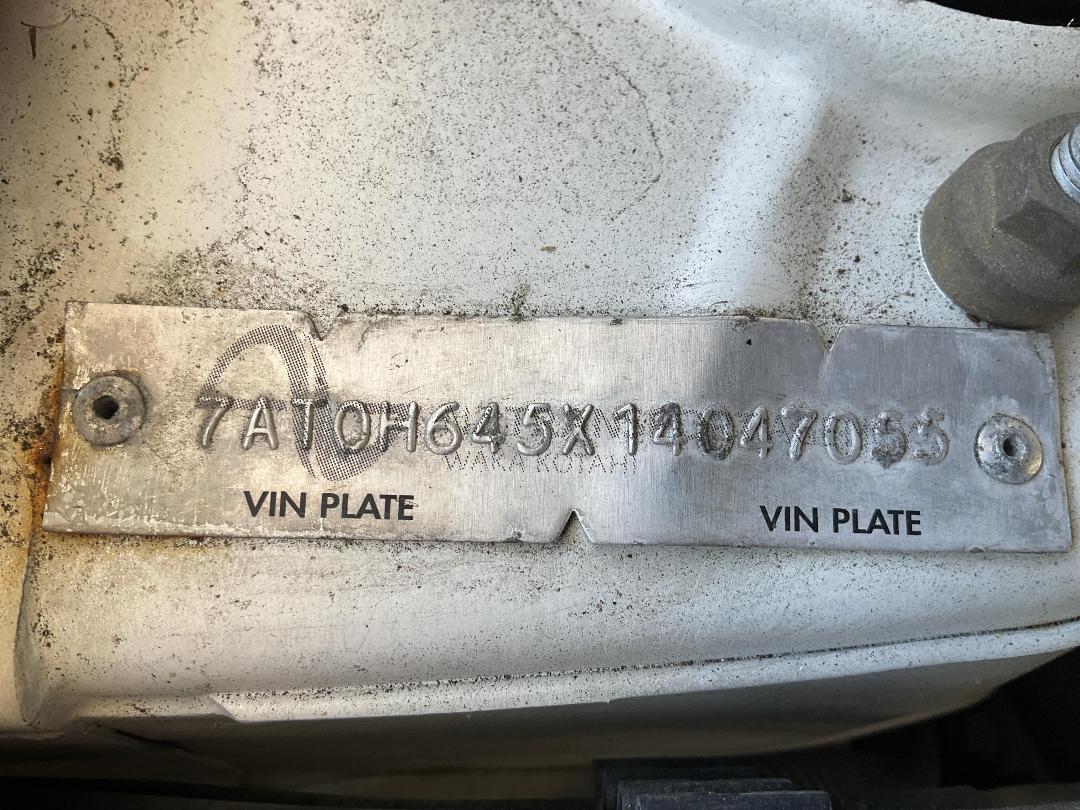 7AT0H645X14047055
WAKA KOTAHI
VIN PLATE VIN PLATE